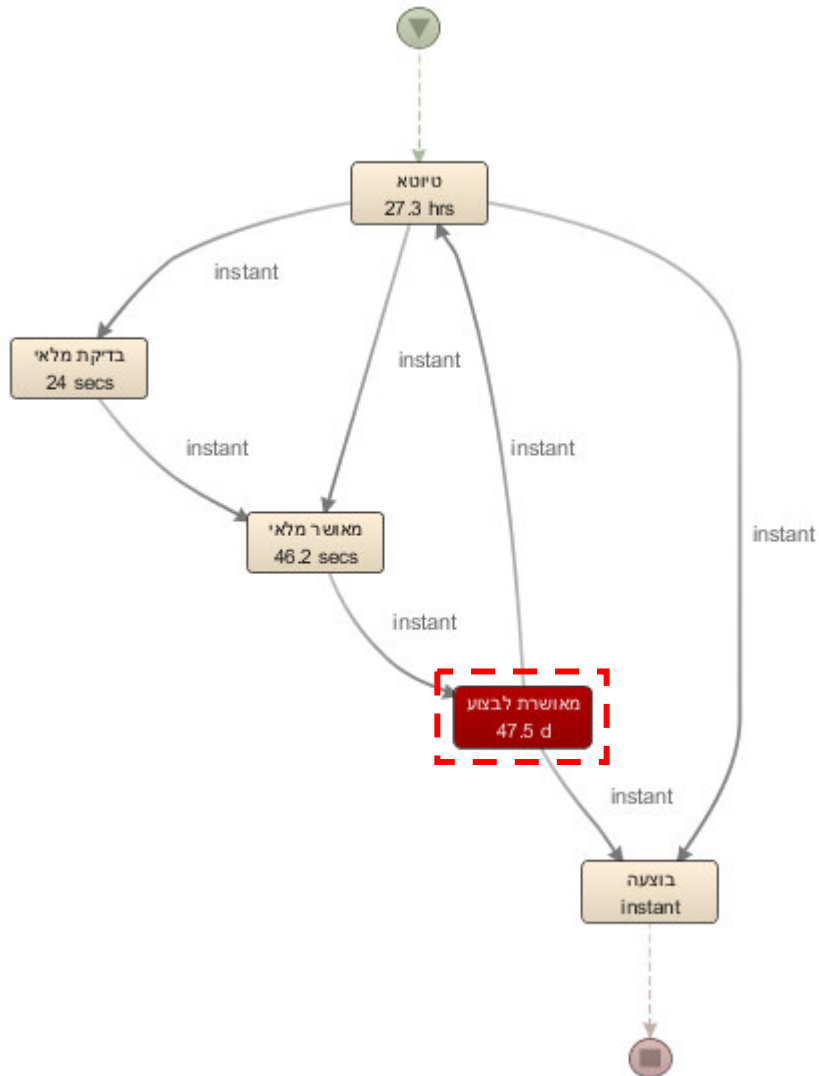 טיוטא
27.3 hrs
instant
instant
בדיקת מלאי
24 secs
instant
instant
מאושר מלאי
46.2 secs
instant
instant
מאושרת לבצוע
47.5 d
instant
בוצעה
instant